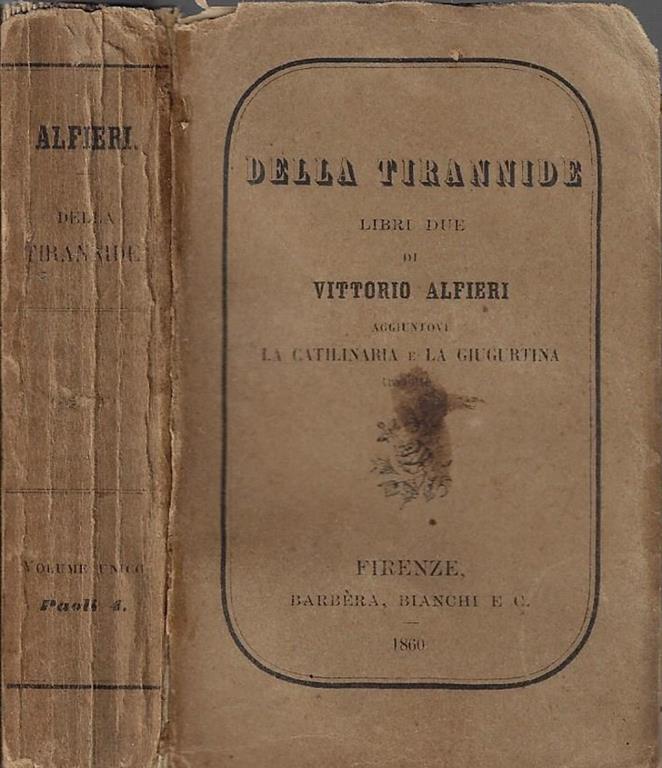 ALFIERI.
DELLA
TIRANNIDE
VOLUME UNICO
Paoli 4.
DELLA TIRANNIDE
LIBRI DUE
DI
VITTORIO ALFIERI
AGGIUNTOVI
LA CATILINARIA E LA GIUGURTINA
FIRENZE,
BARBÈRA, BIANCHI E C.
1860